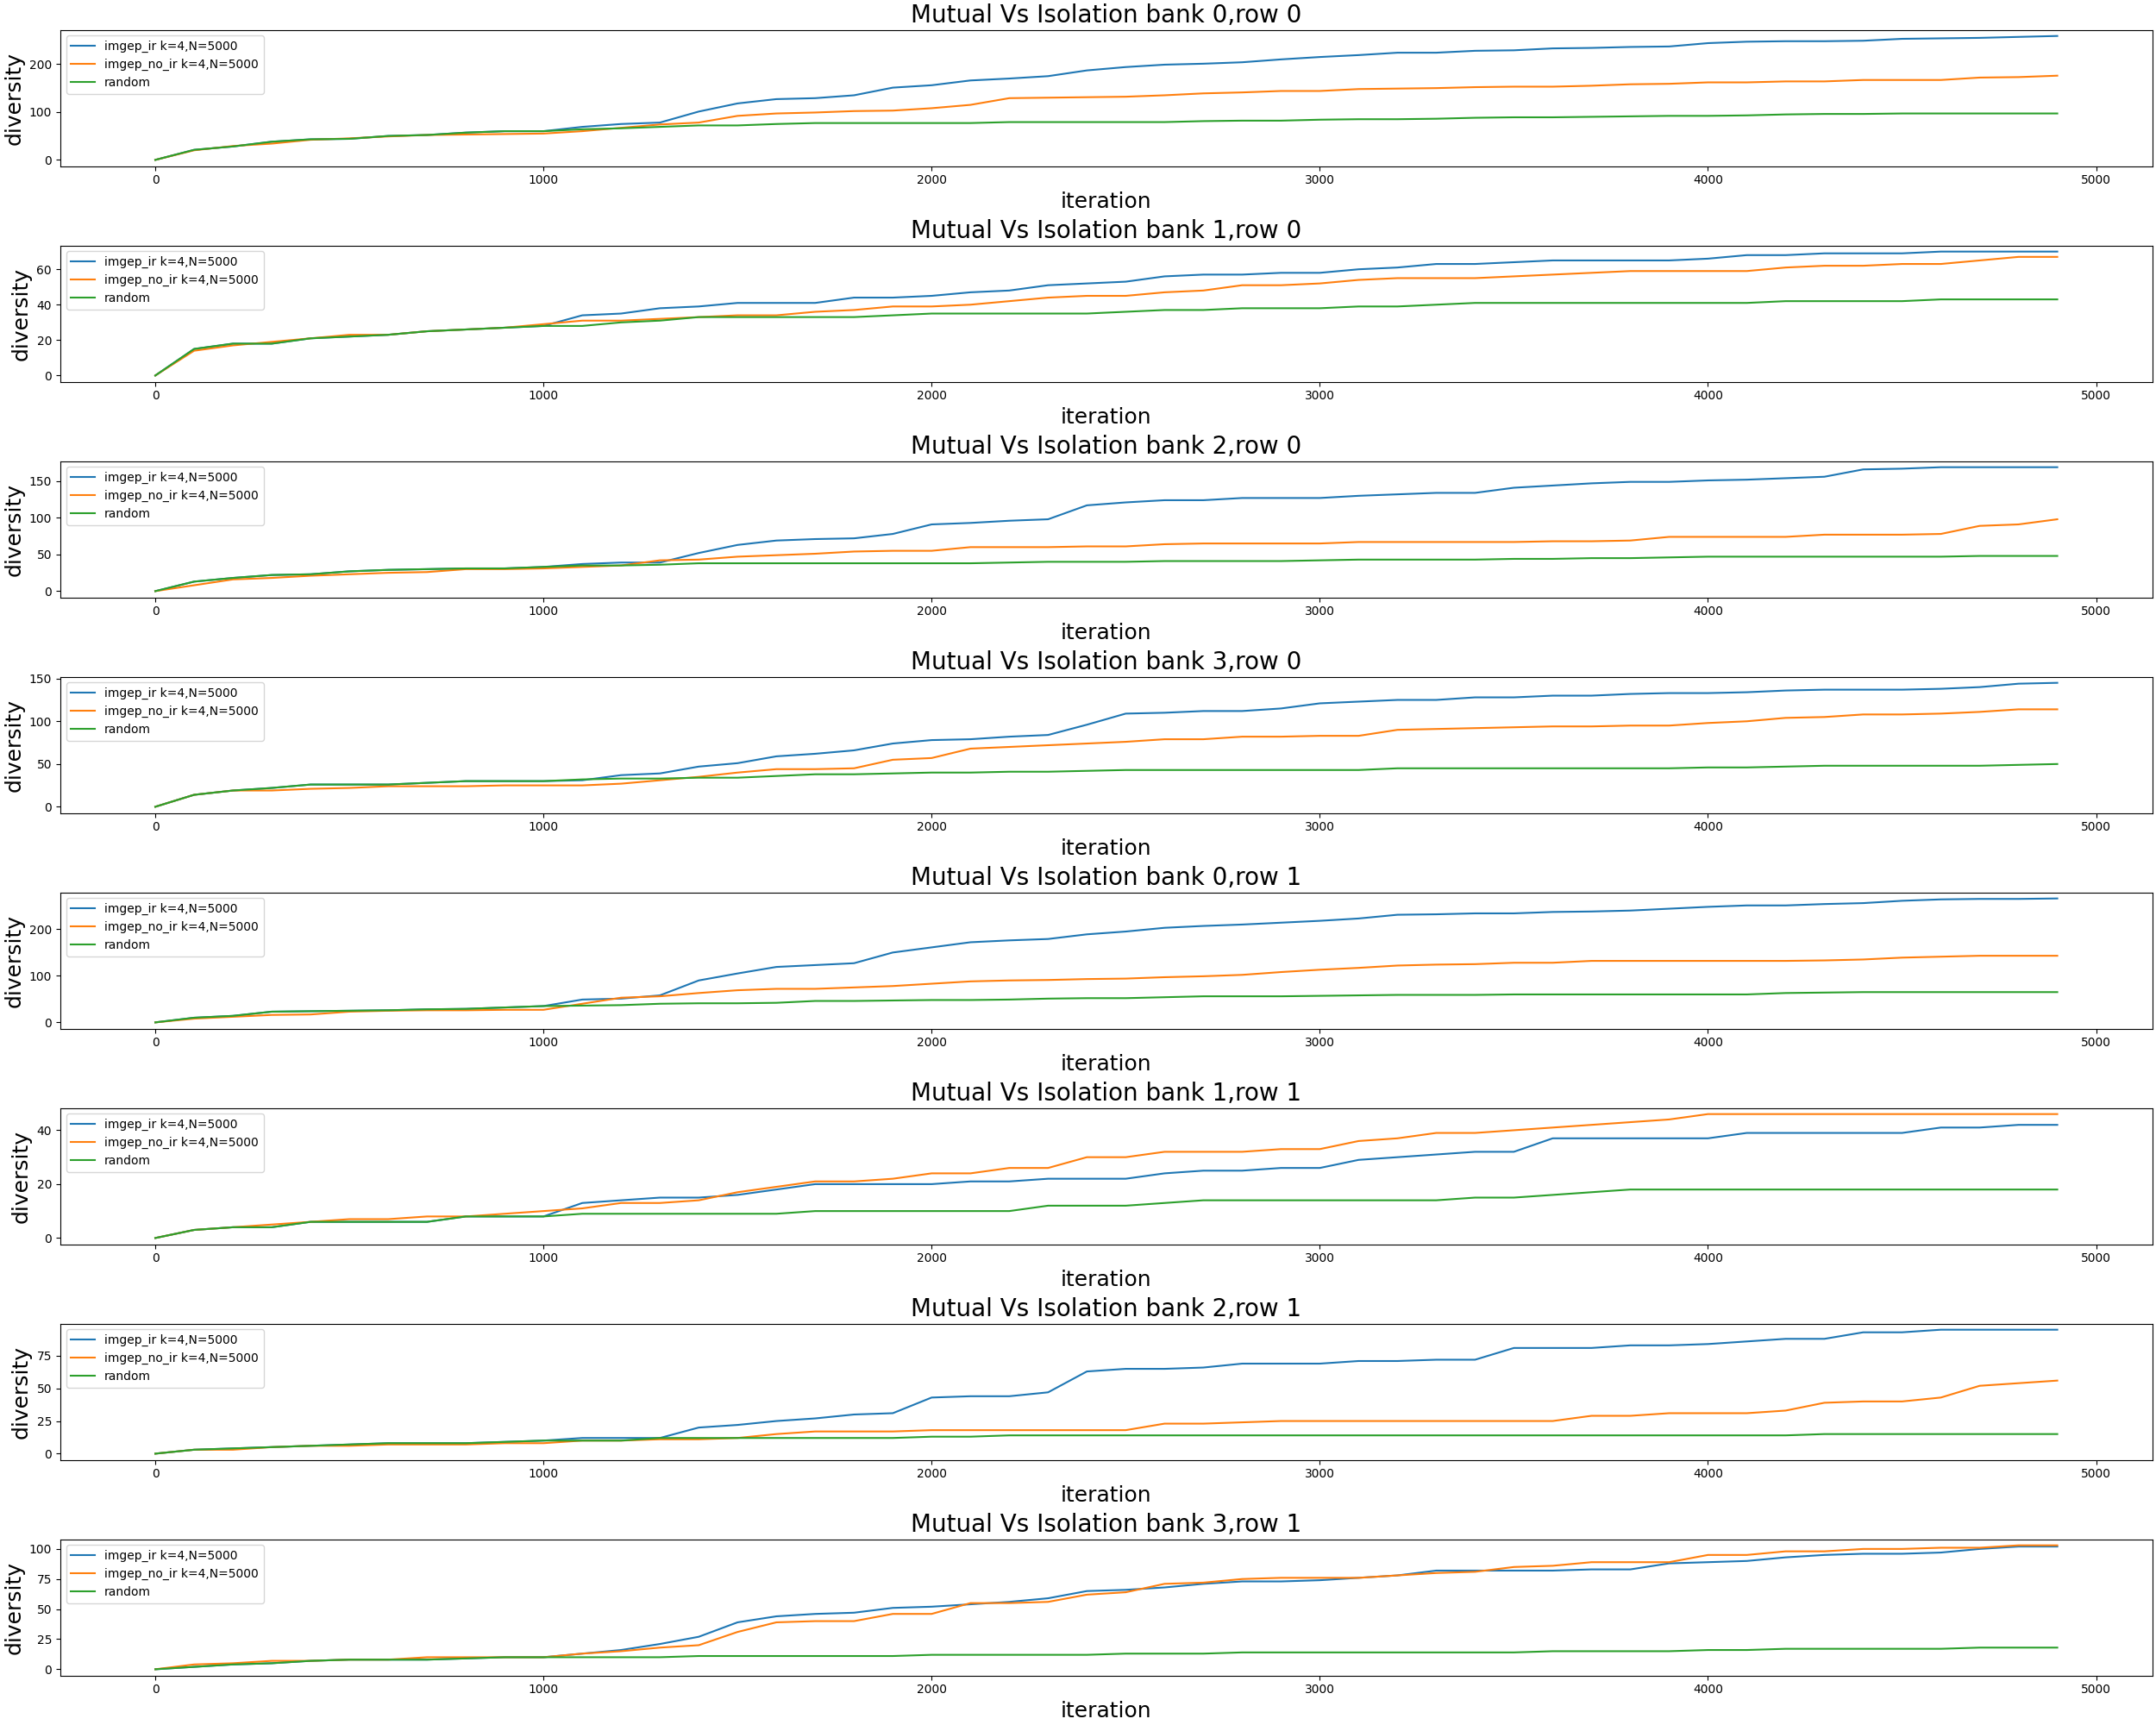 Mutual Vs Isolation bank 0,row 0
imgep_ir k=4,N=5000
imgep_no_ir k=4,N=5000
random
diversity
200
100
0
0 1000 2000 3000 4000 5000
iteration
Mutual Vs Isolation bank 1,row 0
imgep_ir k=4,N=5000
imgep_no_ir k=4,N=5000
random
diversity
60
40
20
0
0 1000 2000 3000 4000 5000
iteration
Mutual Vs Isolation bank 2,row 0
imgep_ir k=4,N=5000
imgep_no_ir k=4,N=5000
random
diversity
150
100
50
0
0 1000 2000 3000 4000 5000
iteration
Mutual Vs Isolation bank 3,row 0
imgep_ir k=4,N=5000
imgep_no_ir k=4,N=5000
random
diversity
150
100
50
0
0 1000 2000 3000 4000 5000
iteration
Mutual Vs Isolation bank 0,row 1
imgep_ir k=4,N=5000
imgep_no_ir k=4,N=5000
random
diversity
200
100
0
0 1000 2000 3000 4000 5000
iteration
Mutual Vs Isolation bank 1,row 1
imgep_ir k=4,N=5000
imgep_no_ir k=4,N=5000
random
diversity
40
20
0
0 1000 2000 3000 4000 5000
iteration
Mutual Vs Isolation bank 2,row 1
imgep_ir k=4,N=5000
imgep_no_ir k=4,N=5000
random
diversity
75
50
25
0
0 1000 2000 3000 4000 5000
iteration
Mutual Vs Isolation bank 3,row 1
imgep_ir k=4,N=5000
imgep_no_ir k=4,N=5000
random
diversity
100
75
50
25
0
0 1000 2000 3000 4000 5000
iteration